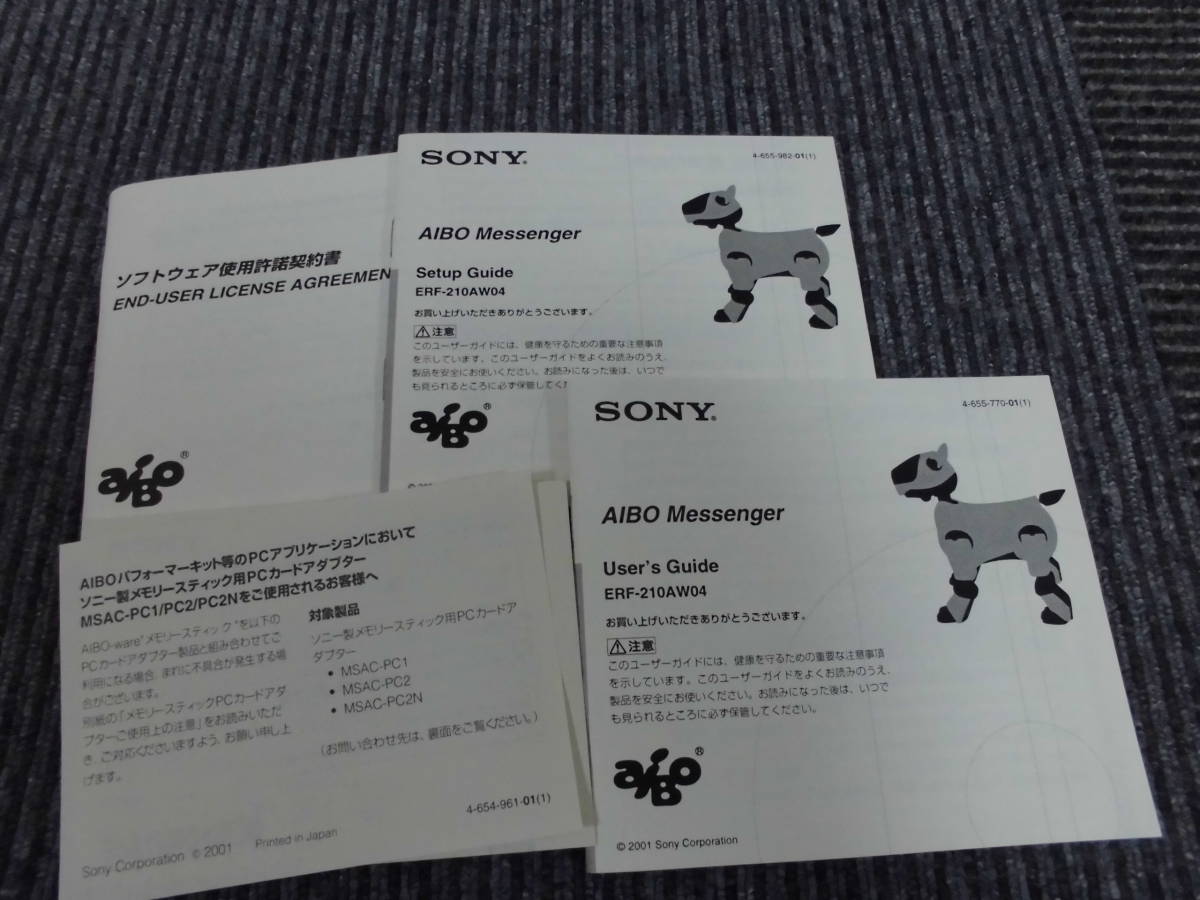 ソフトウェア使用許諾契約書
END-USER LICENSE AGREEMEN
aiBo®
SONY®
4-655-982-01(1)
AIBO Messenger
Setup Guide
ERF-210AW04
お買い上げいただきありがとうございます。
注意
このユーザーガイドには、健康を守るための重要な注意事項
を示しています。このユーザーガイドをよくお読みのうえ、
製品を安全にお使いください。お読みになった後は、いつで
も見られるところに必ず保管してく
aiBo®
SONY®
4-655-770-01(1)
AIBO Messenger
User's Guide
ERF-210AW04
お買い上げいただきありがとうございます。
注意
このユーザーガイドには、健康を守るための重要な注意事項
を示しています。このユーザーガイドをよくお読みのうえ、
製品を安全にお使いください。お読みになった後は、いつで
も見られるところに必ず保管してください。
aiBo®
© 2001 Sony Corporation
AIBOパフォーマーキット等のPCアプリケーションにおいて
ソニー製メモリースティック用PCカードアダプター
MSAC-PC1/PC2/PC2Nをご使用されるお客様へ
AIBO-ware"メモリースティック"を以下の
PCカードアダプター製品と組み合わせてご
利用になる場合、まれに不具合が発生する場
合がございます。
別紙の「メモリースティックPCカードアダ
プターご使用上の注意」をお読みいただ
き、ご対応くださいますよう、お願い申し上
げます。
対象製品
ソニー製メモリースティック用PCカードア
ダプター
• MSAC-PC1
• MSAC-PC2
• MSAC-PC2N
(お問い合わせ先は、裏面をご覧ください。)
4-654-961-01(1)
Sony Corporation © 2001 Printed in Japan